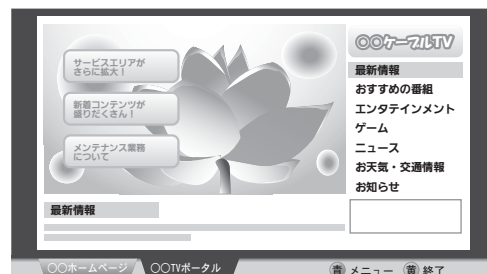 サービスエリアが
さらに拡大！
新着コンテンツが
盛りだくさん！
メンテナンス業務
について
最新情報
〇〇ケーブルTV
最新情報
おすすめの番組
エンタテインメント
ゲーム
ニュース
お天気・交通情報
お知らせ
〇〇ホームページ
〇〇TVポータル
青 メニュー 黄 終了